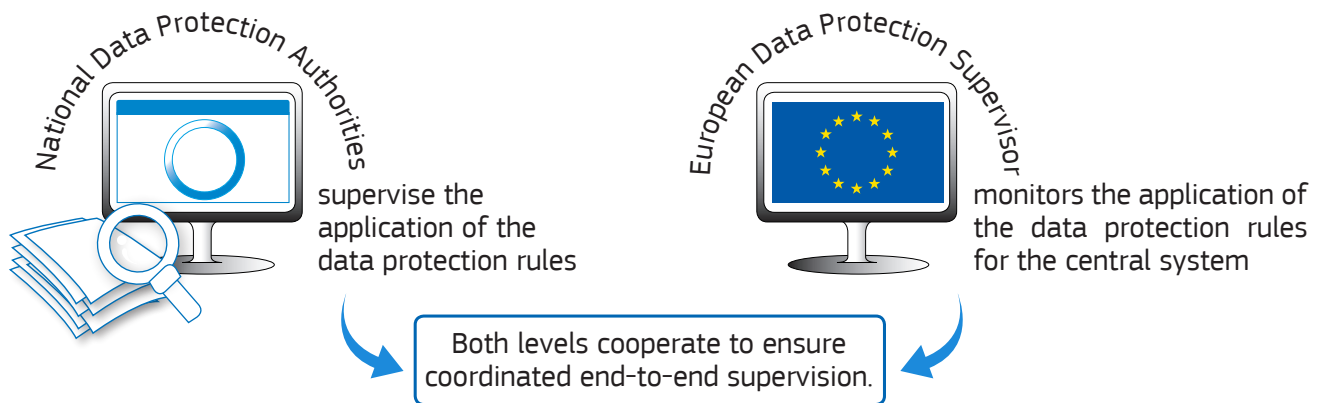 National Data Protection Authorities
supervise the
application of the
data protection rules
European Data Protection Supervisor
monitors the application of
the data protection rules
for the central system
Both levels cooperate to ensure
coordinated end-to-end supervision.